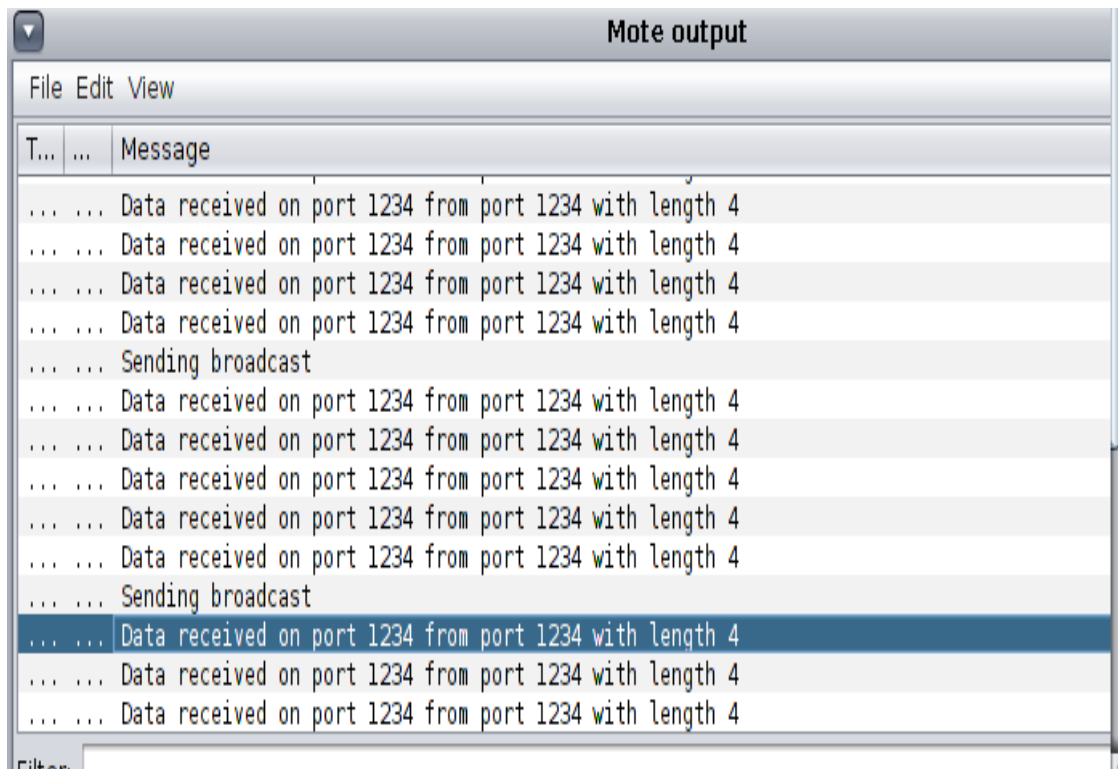 Mote output
File Edit View
T... ... Message
... ... Data received on port 1234 from port 1234 with length 4
... ... Data received on port 1234 from port 1234 with length 4
... ... Data received on port 1234 from port 1234 with length 4
... ... Data received on port 1234 from port 1234 with length 4
... ... Sending broadcast
... ... Data received on port 1234 from port 1234 with length 4
... ... Data received on port 1234 from port 1234 with length 4
... ... Data received on port 1234 from port 1234 with length 4
... ... Data received on port 1234 from port 1234 with length 4
... ... Data received on port 1234 from port 1234 with length 4
... ... Sending broadcast
... ... Data received on port 1234 from port 1234 with length 4
... ... Data received on port 1234 from port 1234 with length 4
... ... Data received on port 1234 from port 1234 with length 4
Filter: